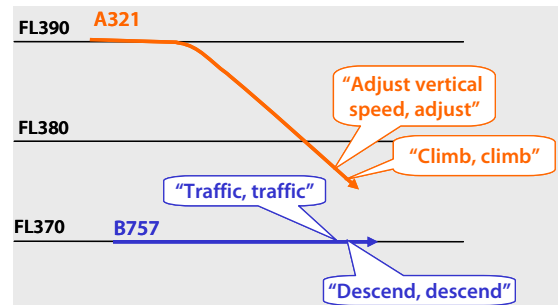 A321
FL390
“Adjust vertical
speed, adjust”
FL380
“Climb, climb”
“Traffic, traffic”
FL370
B757
“Descend, descend”